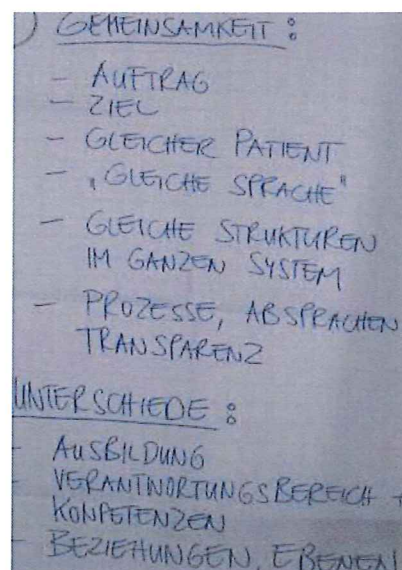 ) GEMEINSAMKEIT :
- AUFTRAG
- ZIEL
- GLEICHER PATIENT
- „GLEICHE SPRACHE"
- GLEICHE STRUKTUREN
IM GANZEN SYSTEM
- PROZESSE, ABSPRACHEN
TRANSPARENZ
UNTERSCHIEDE :
- AUSBILDUNG
- VERANTWORTUNGSBEREICH +
KOMPETENZEN
- BEZIEHUNGEN, EBENEN